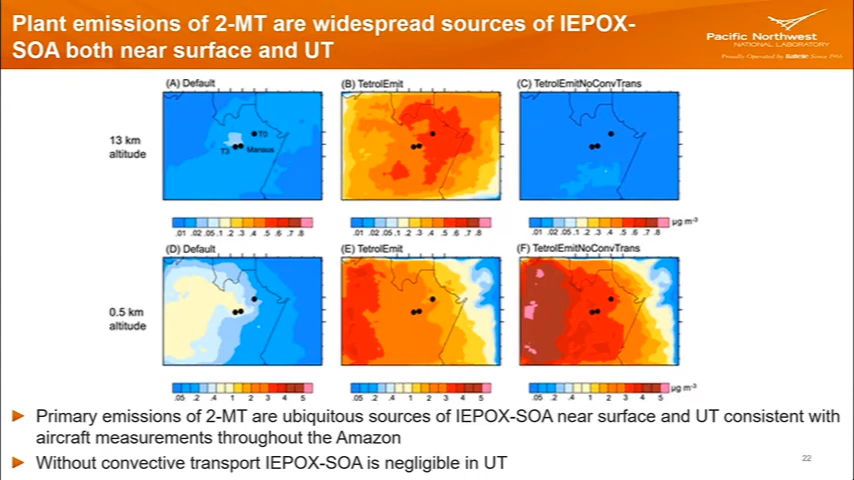 Plant emissions of 2-MT are widespread sources of IEPOX-
SOA both near surface and UT
Pacific Northwest
NATIONAL LABORATORY
Proudly Operated by Battelle Since 1965
(A) Default
(B) TetrolEmit
(C) TetrolEmitNoConvTrans
13 km
altitude
T0
T3
Manaus
.01 .02 .05 .1 .2 .3 .4 .5 .6 .7 .8
.01 .02 .05 .1 .2 .3 .4 .5 .6 .7 .8
.01 .02 .05 .1 .2 .3 .4 .5 .6 .7 .8
µg m-3
(D) Default
(E) TetrolEmit
(F) TetrolEmitNoConvTrans
0.5 km
altitude
.05 .2 .4 1 2 3 4 5
.05 .2 .4 1 2 3 4 5
.05 .2 .4 1 2 3 4 5
µg m-3
Primary emissions of 2-MT are ubiquitous sources of IEPOX-SOA near surface and UT consistent with
aircraft measurements throughout the Amazon
Without convective transport IEPOX-SOA is negligible in UT
22